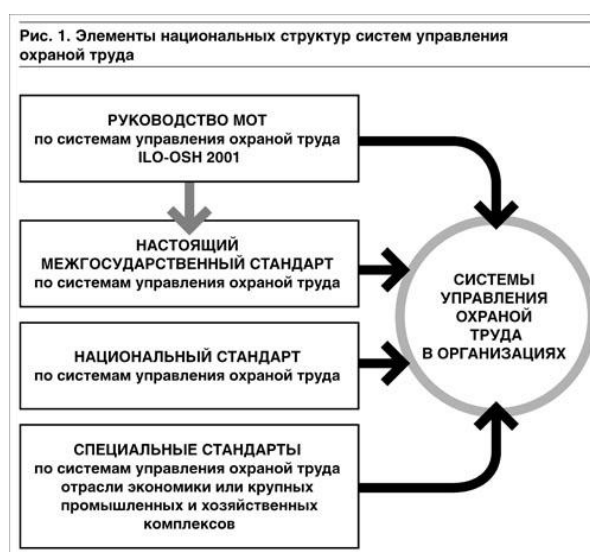 Рис. 1. Элементы национальных структур систем управления
охраной труда
РУКОВОДСТВО МОТ
по системам управления охраной труда
ILO-OSH 2001
НАСТОЯЩИЙ
МЕЖГОСУДАРСТВЕННЫЙ СТАНДАРТ
по системам управления охраной труда
НАЦИОНАЛЬНЫЙ СТАНДАРТ
по системам управления охраной труда
СПЕЦИАЛЬНЫЕ СТАНДАРТЫ
по системам управления охраной труда
отрасли экономики или крупных
промышленных и хозяйственных
комплексов
СИСТЕМЫ
УПРАВЛЕНИЯ
ОХРАНОЙ
ТРУДА
В ОРГАНИЗАЦИЯХ